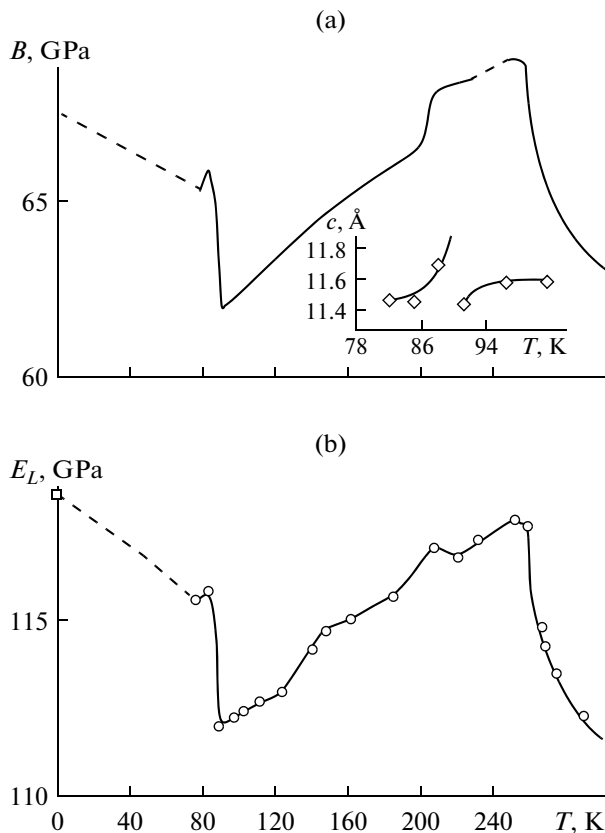 (a)
B, GPa
65
60
c, Å
11.8
11.6
11.4
78 86 94 T, K
(b)
E_L, GPa
115
110
0 40 80 120 160 200 240 T, K